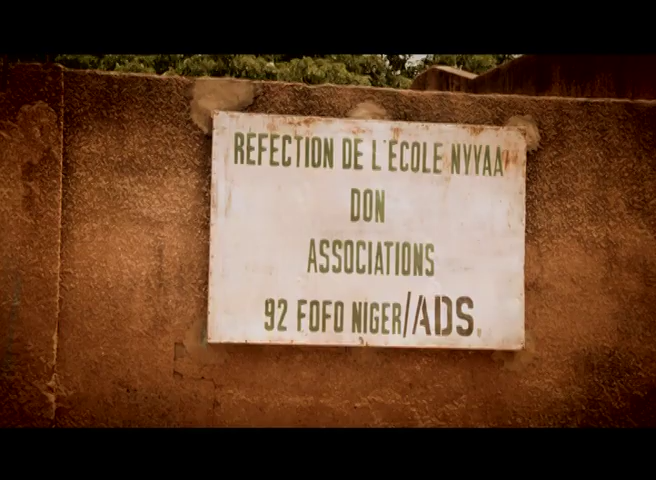 REFECTION DE L'ECOLE NYYAA
DON
ASSOCIATIONS
92 FOFO NIGER/ADS.